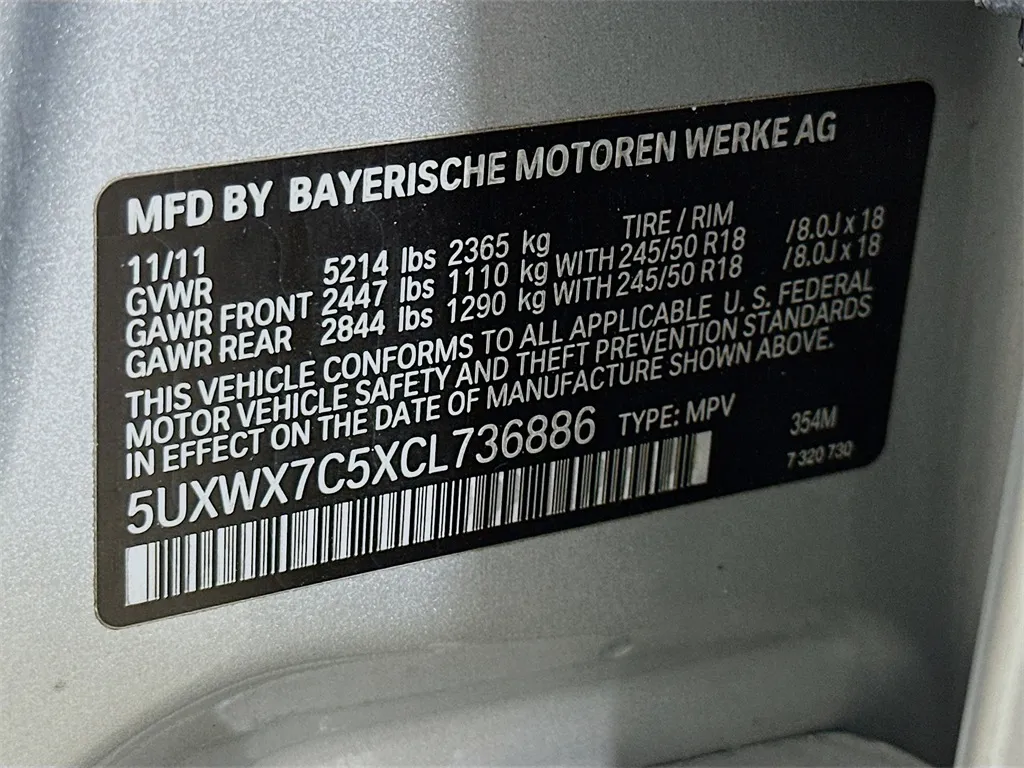 MFD BY BAYERISCHE MOTOREN WERKE AG
11/11 TIRE / RIM
GVWR 5214 lbs 2365 kg
GAWR FRONT 2447 lbs 1110 kg WITH 245/50 R18 /8.0J x 18
GAWR REAR 2844 lbs 1290 kg WITH 245/50 R18 /8.0J x 18
THIS VEHICLE CONFORMS TO ALL APPLICABLE U. S. FEDERAL
MOTOR VEHICLE SAFETY AND THEFT PREVENTION STANDARDS
IN EFFECT ON THE DATE OF MANUFACTURE SHOWN ABOVE.
5UXWX7C5XCL736886 TYPE: MPV 354M
7 320 730